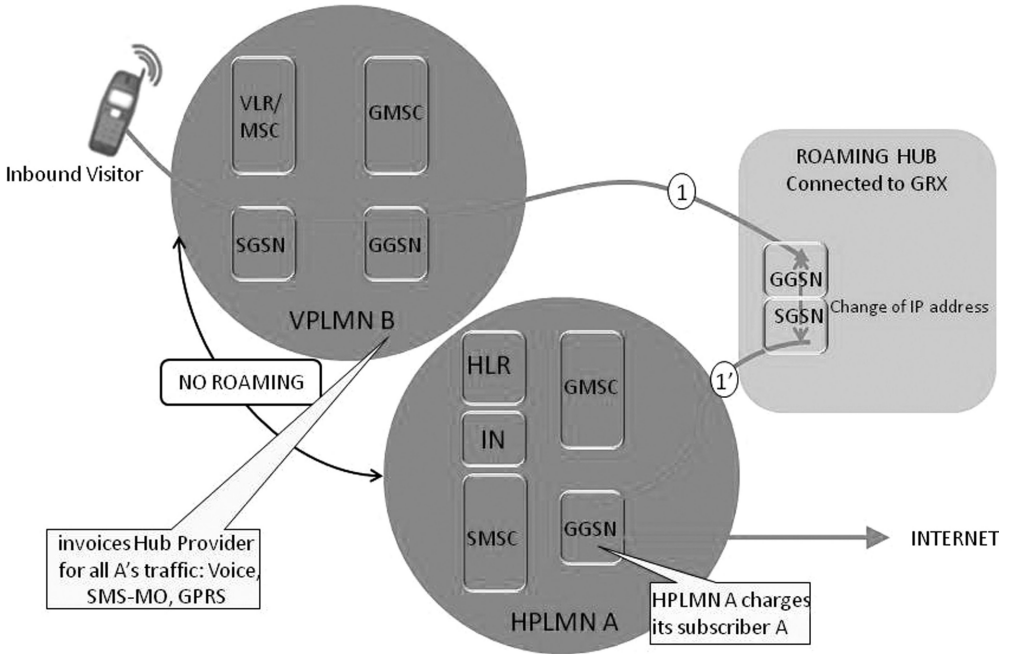 Inbound Visitor
VLR/
MSC
GMSC
SGSN
GGSN
VPLMN B
1
ROAMING HUB
Connected to GRX
GGSN
SGSN
Change of IP address
1'
NO ROAMING
HLR
IN
SMSC
GMSC
GGSN
HPLMN A
INTERNET
invoices Hub Provider
for all A's traffic: Voice,
SMS-MO, GPRS
HPLMN A charges
its subscriber A